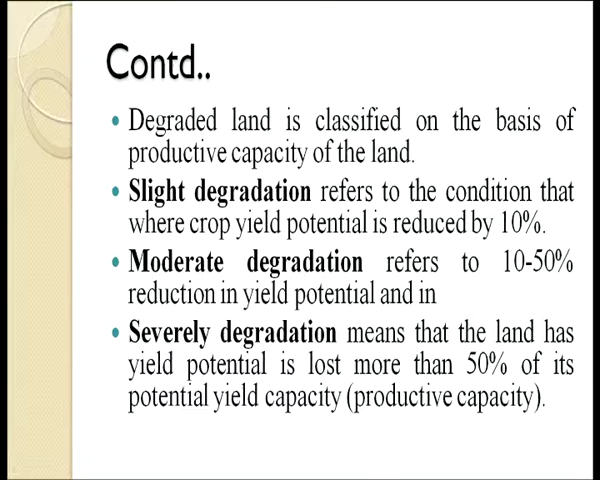 Contd..
• Degraded land is classified on the basis of
productive capacity of the land.
• Slight degradation refers to the condition that
where crop yield potential is reduced by 10%.
• Moderate degradation refers to 10-50%
reduction in yield potential and in
• Severely degradation means that the land has
yield potential is lost more than 50% of its
potential yield capacity (productive capacity).